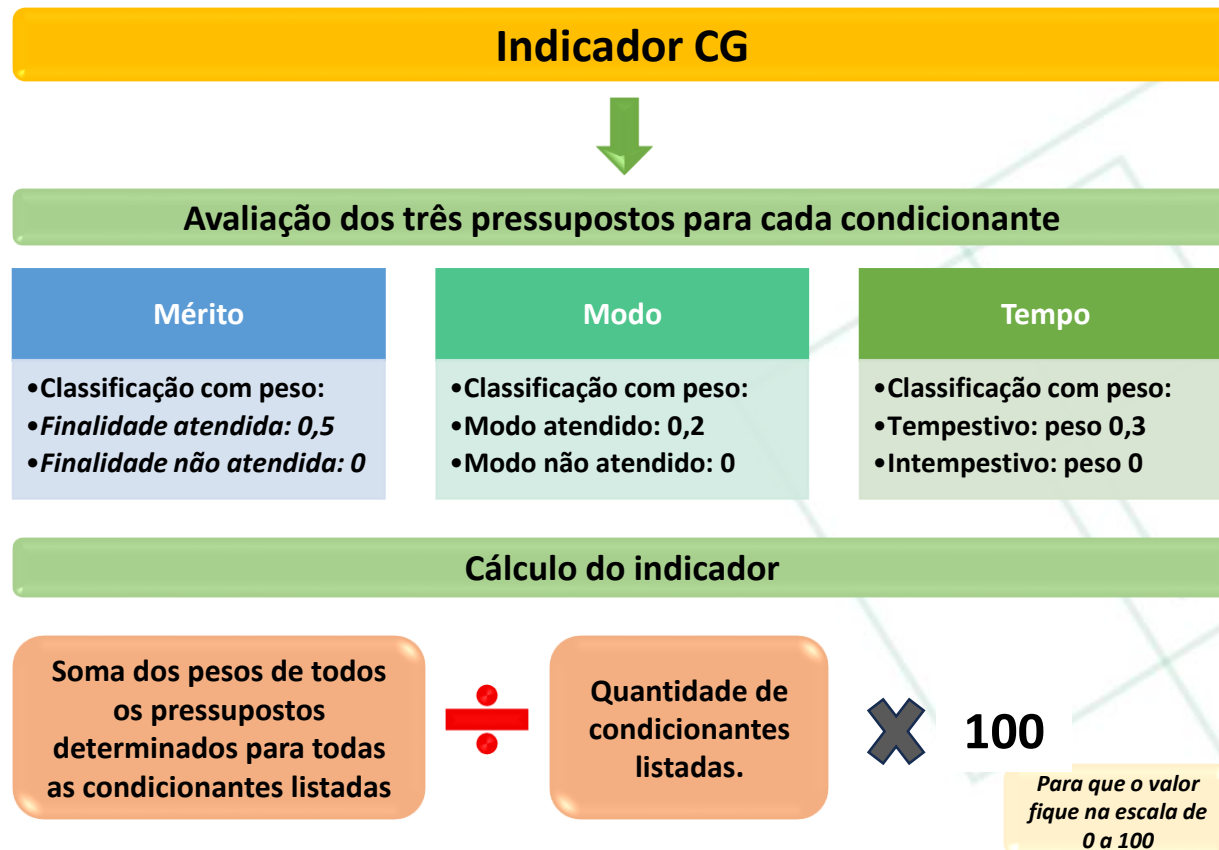 Indicador CG
Avaliação dos três pressupostos para cada condicionante
Mérito
•Classificação com peso:
•Finalidade atendida: 0,5
•Finalidade não atendida: 0
Modo
•Classificação com peso:
•Modo atendido: 0,2
•Modo não atendido: 0
Tempo
•Classificação com peso:
•Tempestivo: peso 0,3
•Intempestivo: peso 0
Cálculo do indicador
Soma dos pesos de todos
os pressupostos
determinados para todas
as condicionantes listadas
Quantidade de
condicionantes
listadas.
100
Para que o valor
fique na escala de
0 a 100